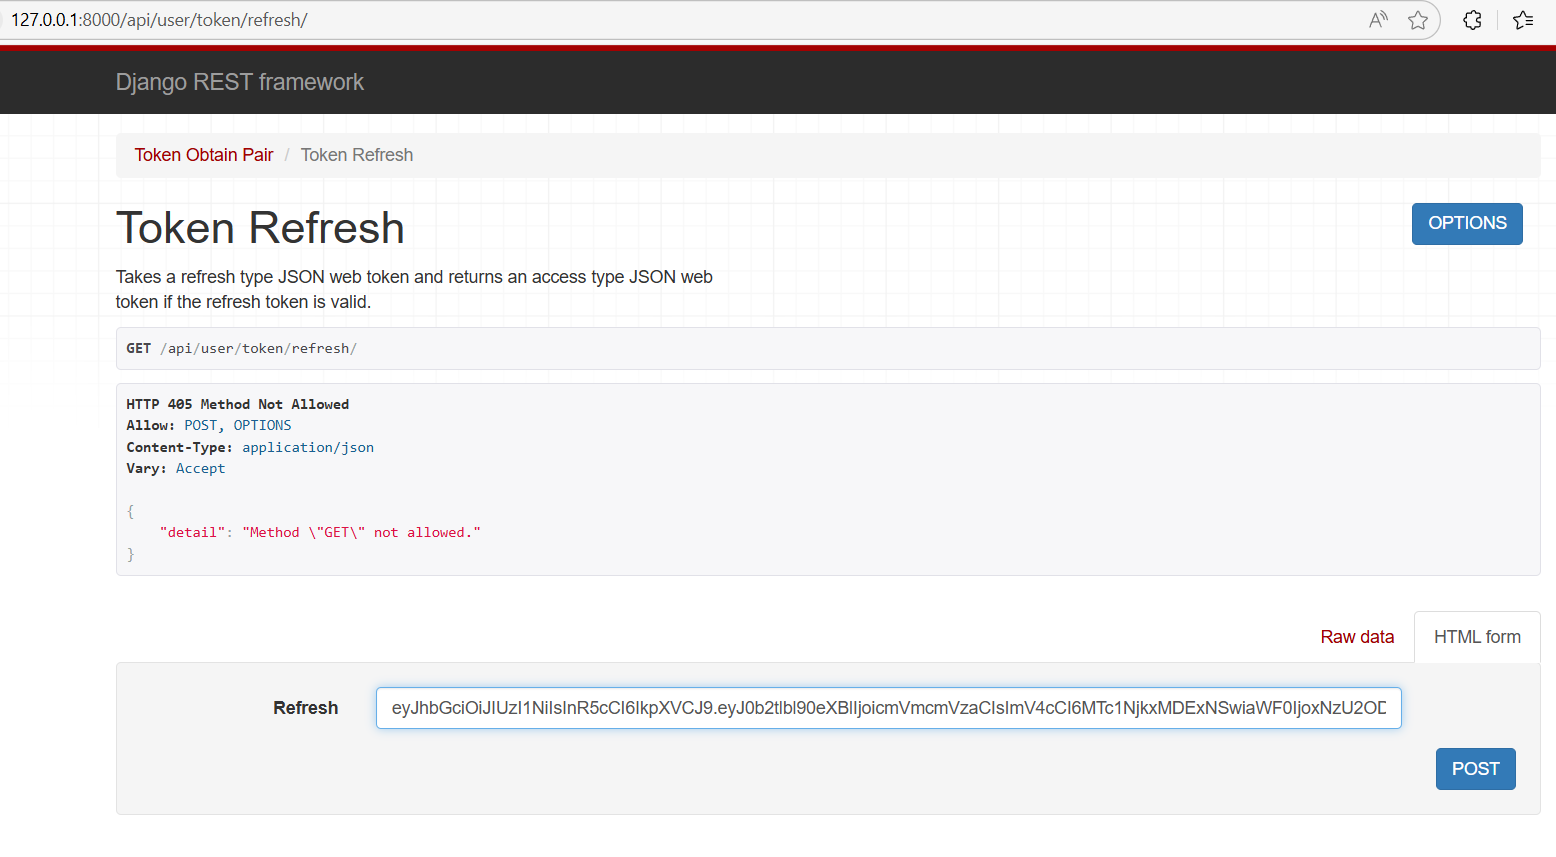 127.0.0.1:8000/api/user/token/refresh/
Django REST framework
Token Obtain Pair / Token Refresh
Token Refresh
OPTIONS
Takes a refresh type JSON web token and returns an access type JSON web
token if the refresh token is valid.
GET /api/user/token/refresh/
HTTP 405 Method Not Allowed
Allow: POST, OPTIONS
Content-Type: application/json
Vary: Accept
{
    "detail": "Method \"GET\" not allowed."
}
Raw data
HTML form
Refresh
POST